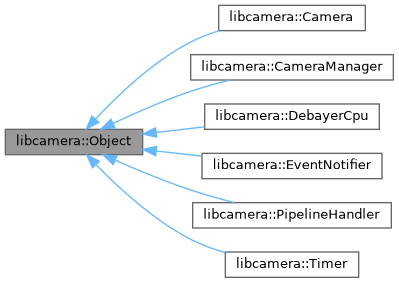 libcamera::Camera
libcamera::CameraManager
libcamera::DebayerCpu
libcamera::Object
libcamera::EventNotifier
libcamera::PipelineHandler
libcamera::Timer